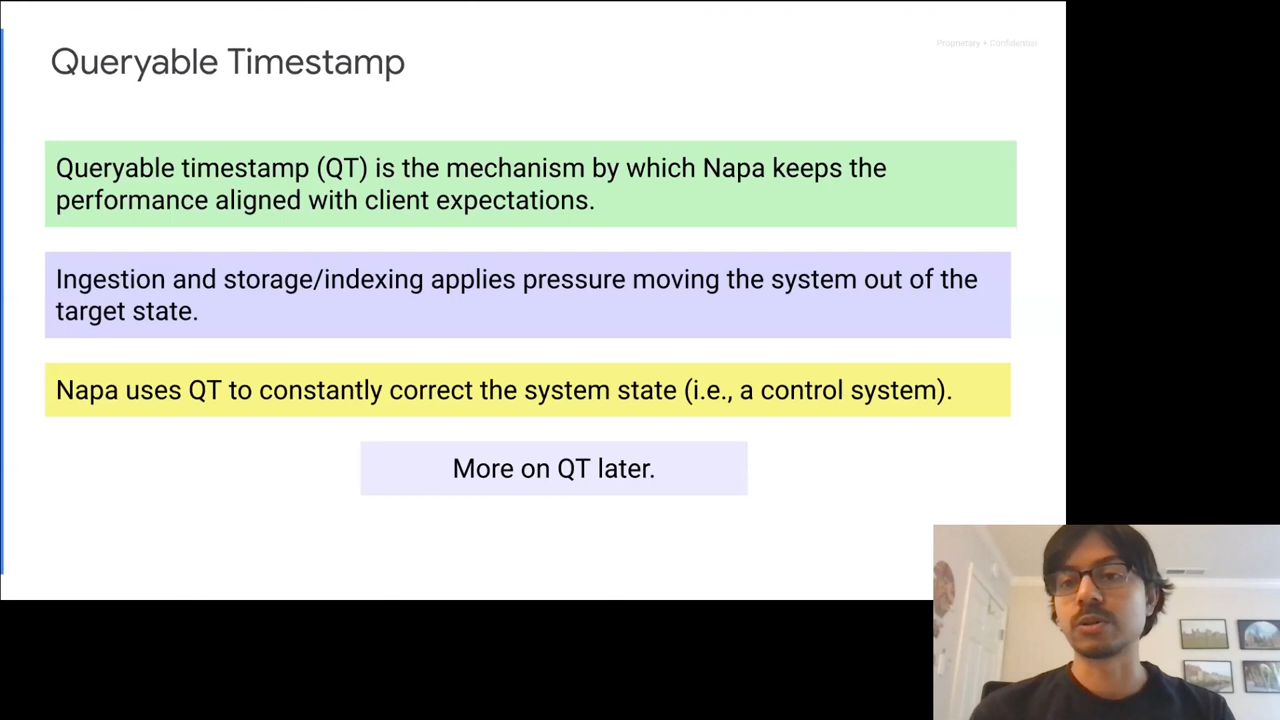 Proprietary + Confidential
Queryable Timestamp
Queryable timestamp (QT) is the mechanism by which Napa keeps the
performance aligned with client expectations.
Ingestion and storage/indexing applies pressure moving the system out of the
target state.
Napa uses QT to constantly correct the system state (i.e., a control system).
More on QT later.